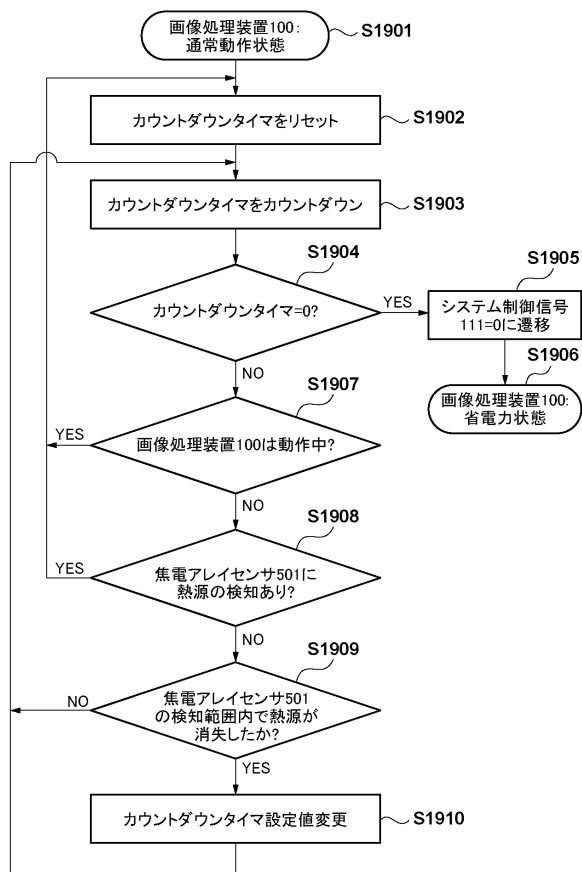 画像処理装置100:
通常動作状態
S1901
カウントダウンタイマをリセット
S1902
カウントダウンタイマをカウントダウン
S1903
S1904
カウントダウンタイマ=0?
YES
NO
S1905
システム制御信号
111=0に遷移
S1906
画像処理装置100:
省電力状態
S1907
画像処理装置100は動作中?
YES
NO
S1908
焦電アレイセンサ501に
熱源の検知あり?
YES
NO
S1909
焦電アレイセンサ501
の検知範囲内で熱源が
消失したか?
NO
YES
カウントダウンタイマ設定値変更
S1910